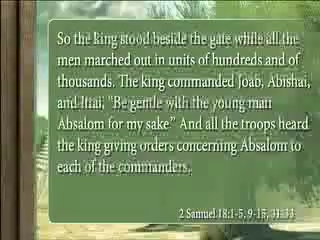 So the king stood beside the gate while all the
men marched out in units of hundreds and of
thousands. The king commanded Joab, Abishai,
and Ittai, "Be gentle with the young man
Absalom for my sake." And all the troops heard
the king giving orders concerning Absalom to
each of the commanders.
2 Samuel 18:1-5, 9-15, 31-33